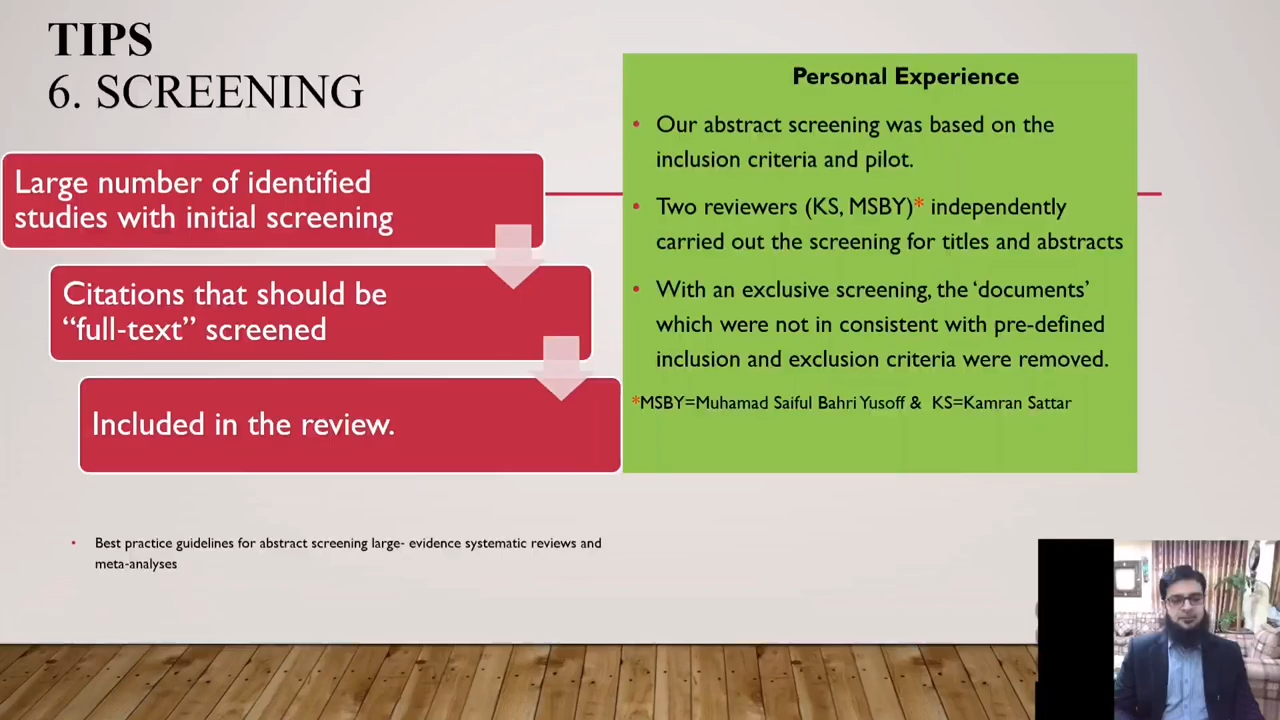 TIPS
6. SCREENING
Large number of identified
studies with initial screening
Citations that should be
“full-text” screened
Included in the review.
• Best practice guidelines for abstract screening large- evidence systematic reviews and
meta-analyses
Personal Experience
• Our abstract screening was based on the
inclusion criteria and pilot.
• Two reviewers (KS, MSBY)* independently
carried out the screening for titles and abstracts
• With an exclusive screening, the ‘documents’
which were not in consistent with pre-defined
inclusion and exclusion criteria were removed.
*MSBY=Muhamad Saiful Bahri Yusoff & KS=Kamran Sattar